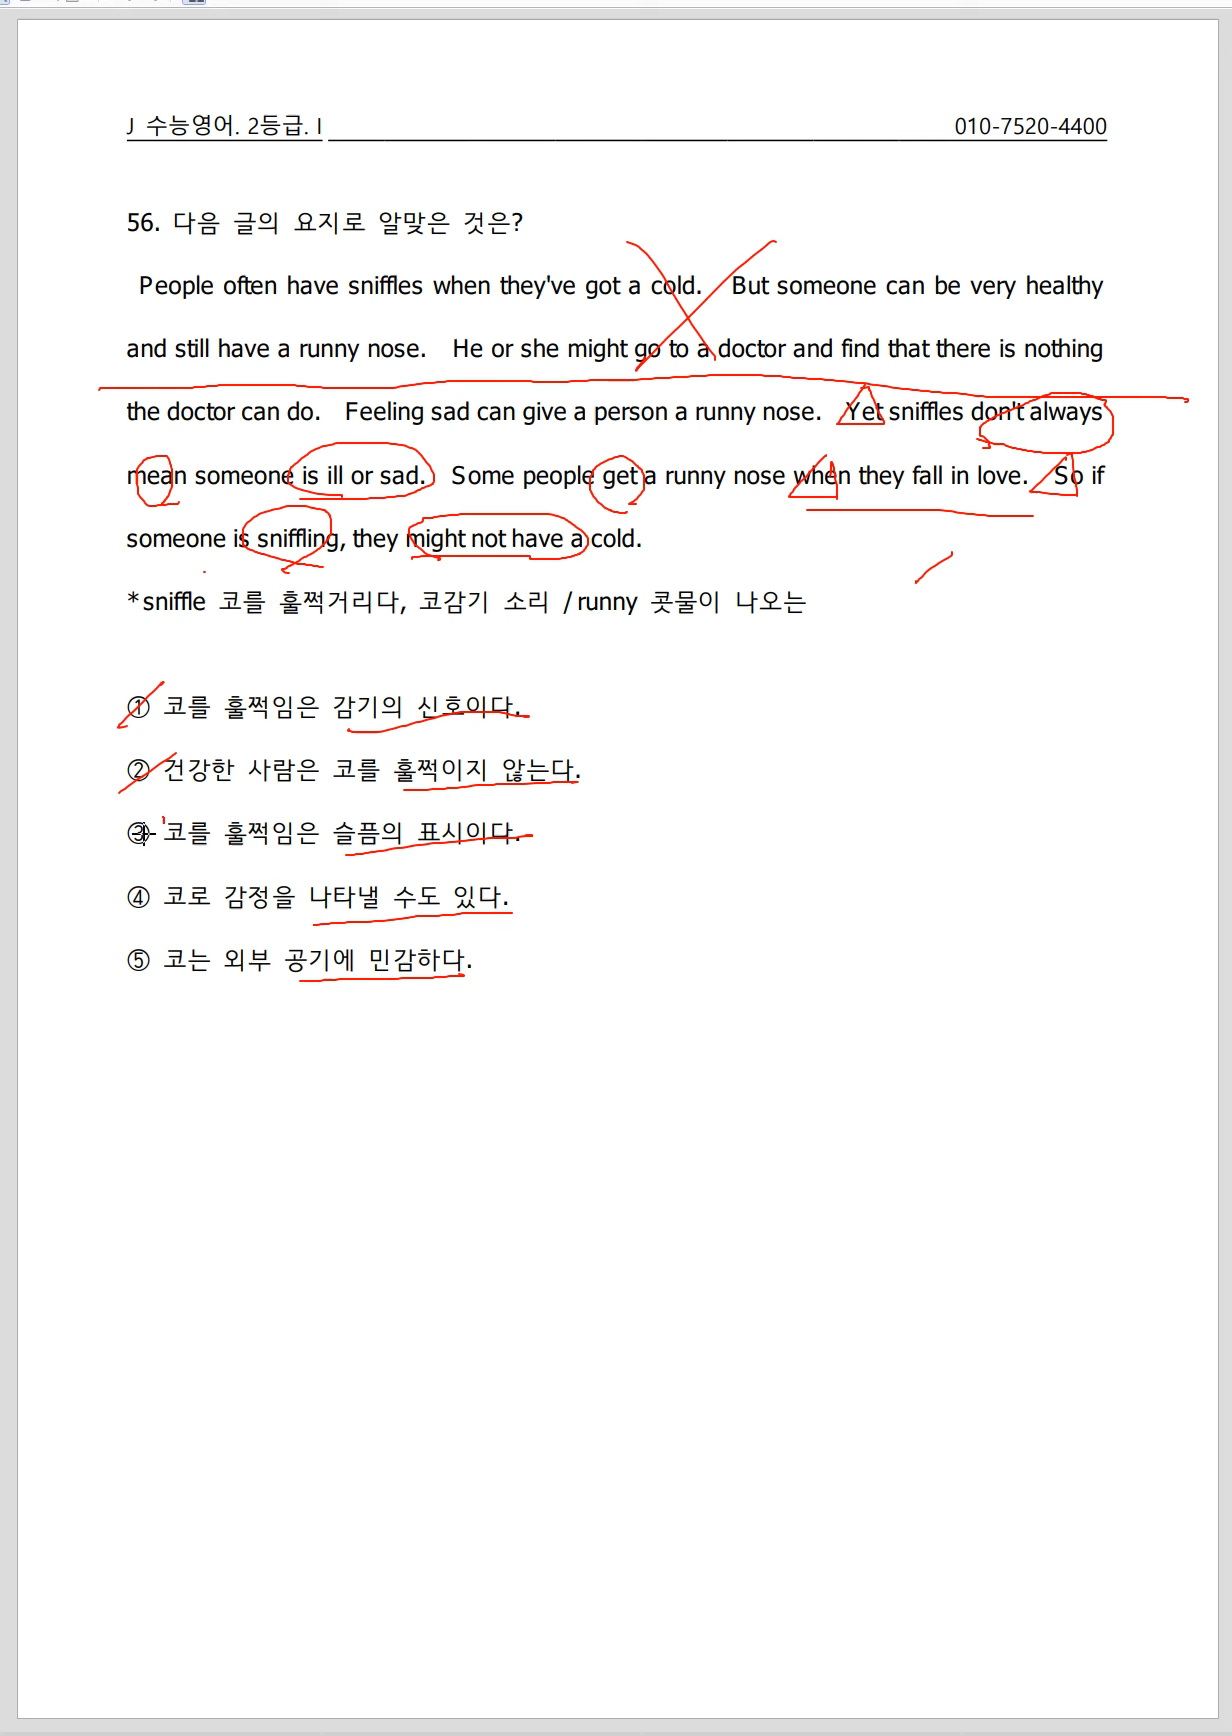 J 수능영어. 2등급. I 010-7520-4400
56. 다음 글의 요지로 알맞은 것은?
People often have sniffles when they've got a cold. But someone can be very healthy
and still have a runny nose. He or she might go to a doctor and find that there is nothing
the doctor can do. Feeling sad can give a person a runny nose. Yet sniffles don't always
mean someone is ill or sad. Some people get a runny nose when they fall in love. So if
someone is sniffling, they might not have a cold.
*sniffle 코를 훌쩍거리다, 코감기 소리 /runny 콧물이 나오는
① 코를 훌쩍임은 감기의 신호이다.
② 건강한 사람은 코를 훌쩍이지 않는다.
③ 코를 훌쩍임은 슬픔의 표시이다.
④ 코로 감정을 나타낼 수도 있다.
⑤ 코는 외부 공기에 민감하다.